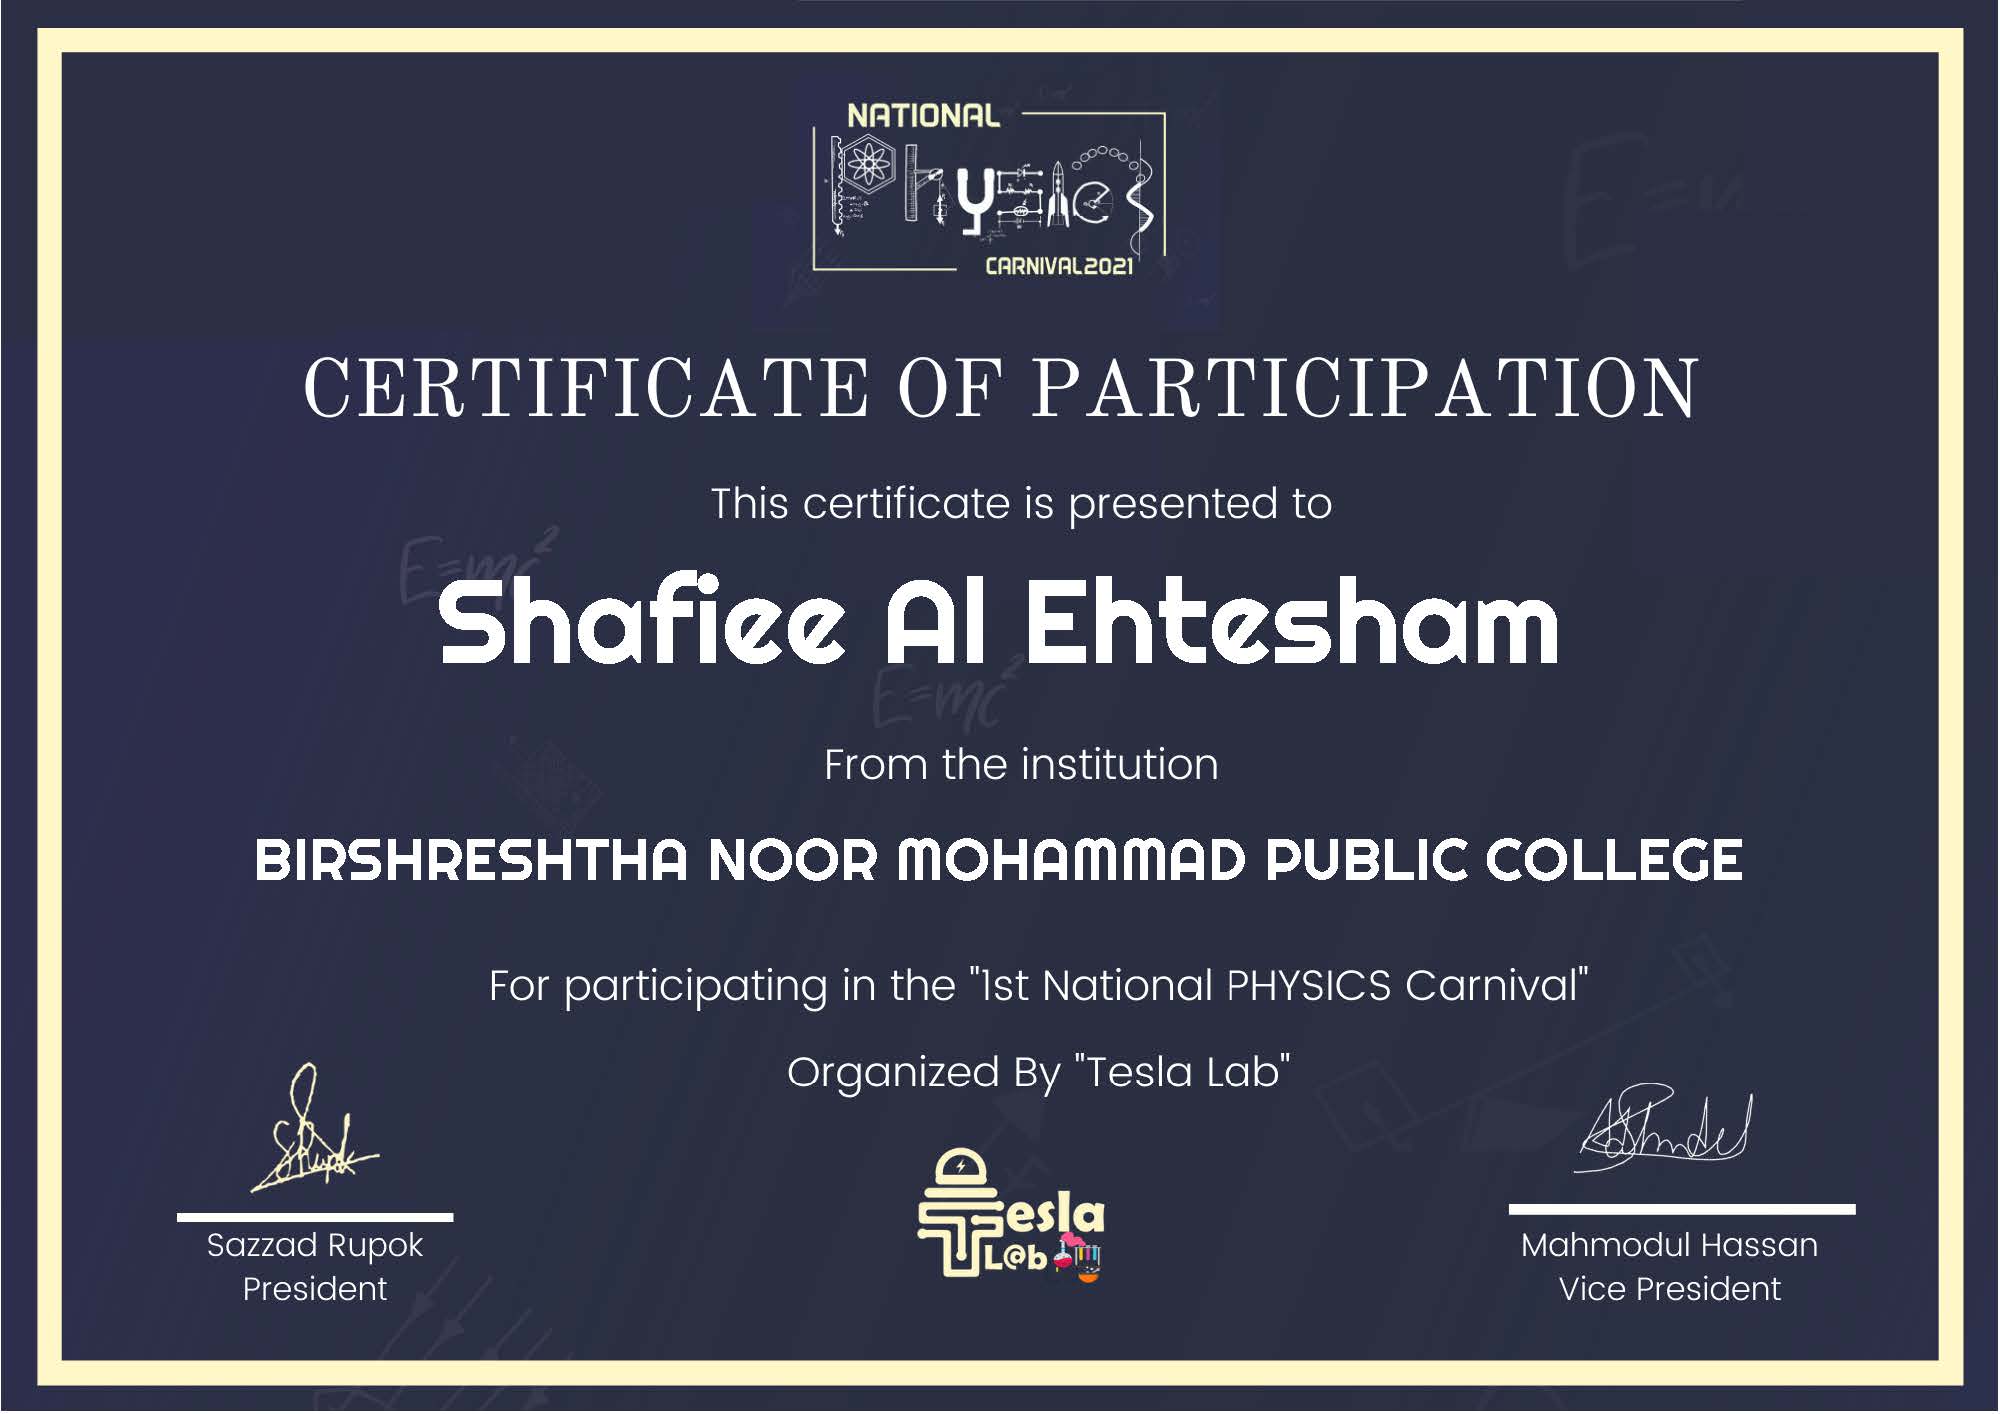 NATIONAL
Physics
CARNIVAL2021
CERTIFICATE OF PARTICIPATION
This certificate is presented to
E=mc²
Shafiee Al Ehtesham
E=mc²
From the institution
BIRSHRESHTHA NOOR MOHAMMAD PUBLIC COLLEGE
For participating in the "1st National PHYSICS Carnival"
Organized By "Tesla Lab"
Tesla
L@b
Sazzad Rupok
President
Mahmodul Hassan
Vice President